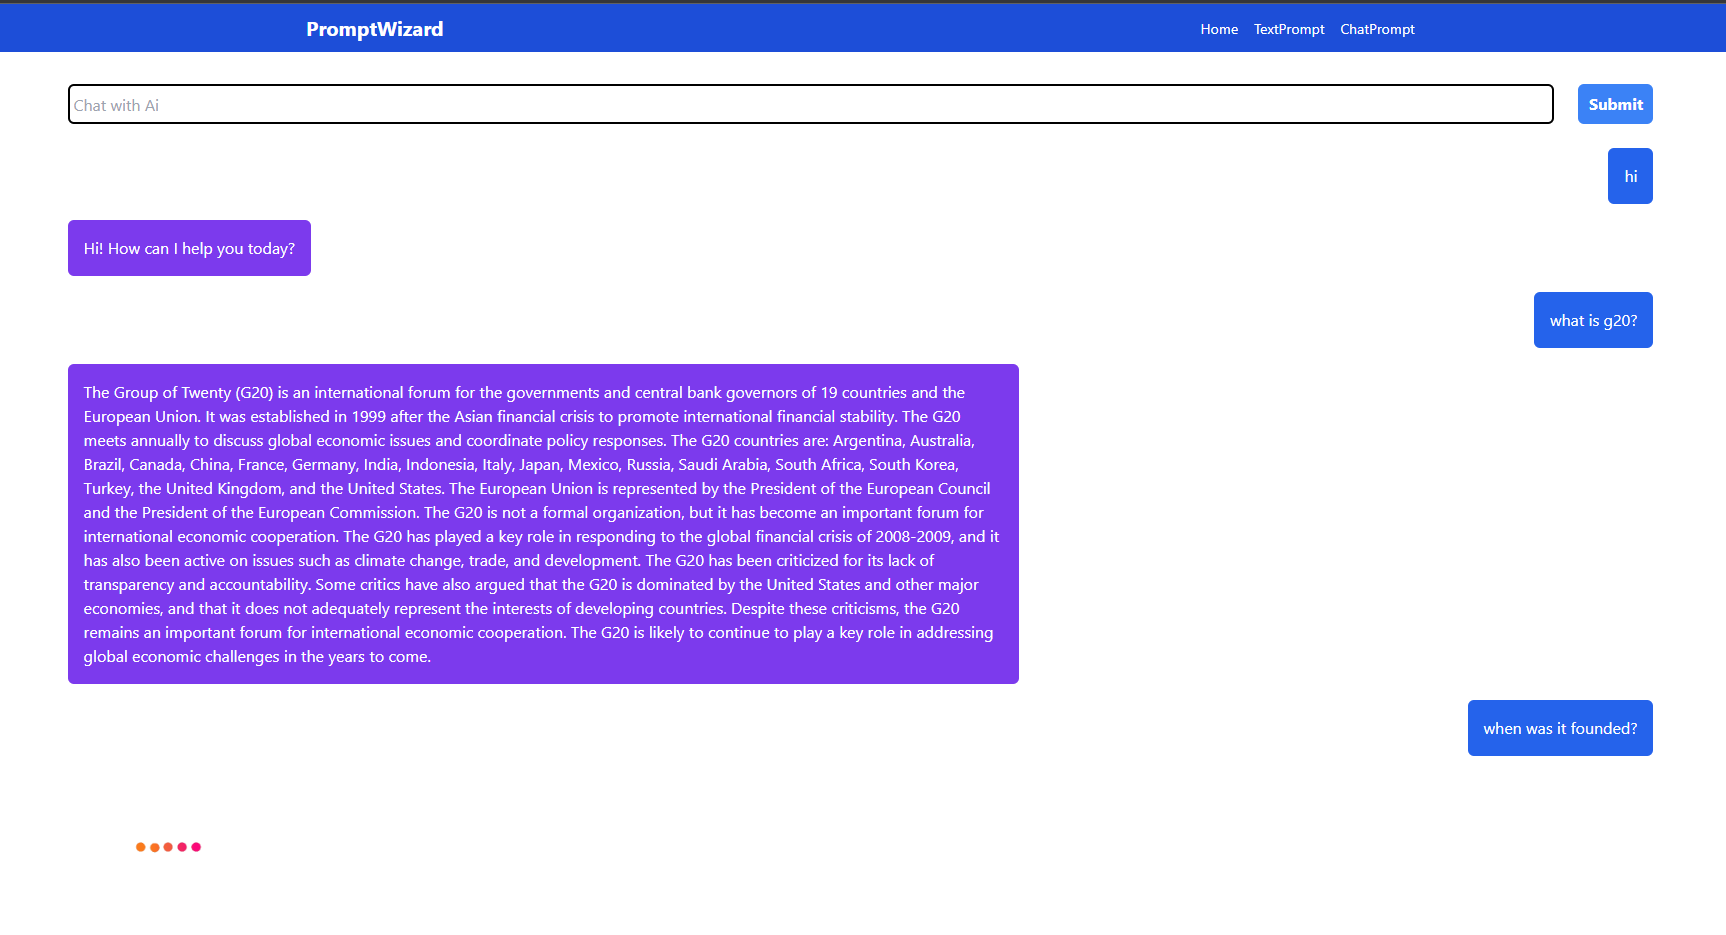 PromptWizard
Home TextPrompt ChatPrompt
Chat with Ai
Submit
hi
Hi! How can I help you today?
what is g20?
The Group of Twenty (G20) is an international forum for the governments and central bank governors of 19 countries and the
European Union. It was established in 1999 after the Asian financial crisis to promote international financial stability. The G20
meets annually to discuss global economic issues and coordinate policy responses. The G20 countries are: Argentina, Australia,
Brazil, Canada, China, France, Germany, India, Indonesia, Italy, Japan, Mexico, Russia, Saudi Arabia, South Africa, South Korea,
Turkey, the United Kingdom, and the United States. The European Union is represented by the President of the European Council
and the President of the European Commission. The G20 is not a formal organization, but it has become an important forum for
international economic cooperation. The G20 has played a key role in responding to the global financial crisis of 2008-2009, and it
has also been active on issues such as climate change, trade, and development. The G20 has been criticized for its lack of
transparency and accountability. Some critics have also argued that the G20 is dominated by the United States and other major
economies, and that it does not adequately represent the interests of developing countries. Despite these criticisms, the G20
remains an important forum for international economic cooperation. The G20 is likely to continue to play a key role in addressing
global economic challenges in the years to come.
when was it founded?